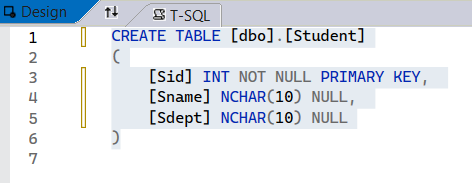 Design T-SQL
1 CREATE TABLE [dbo].[Student]
2 (
3 [Sid] INT NOT NULL PRIMARY KEY,
4 [Sname] NCHAR(10) NULL,
5 [Sdept] NCHAR(10) NULL
6 )
7